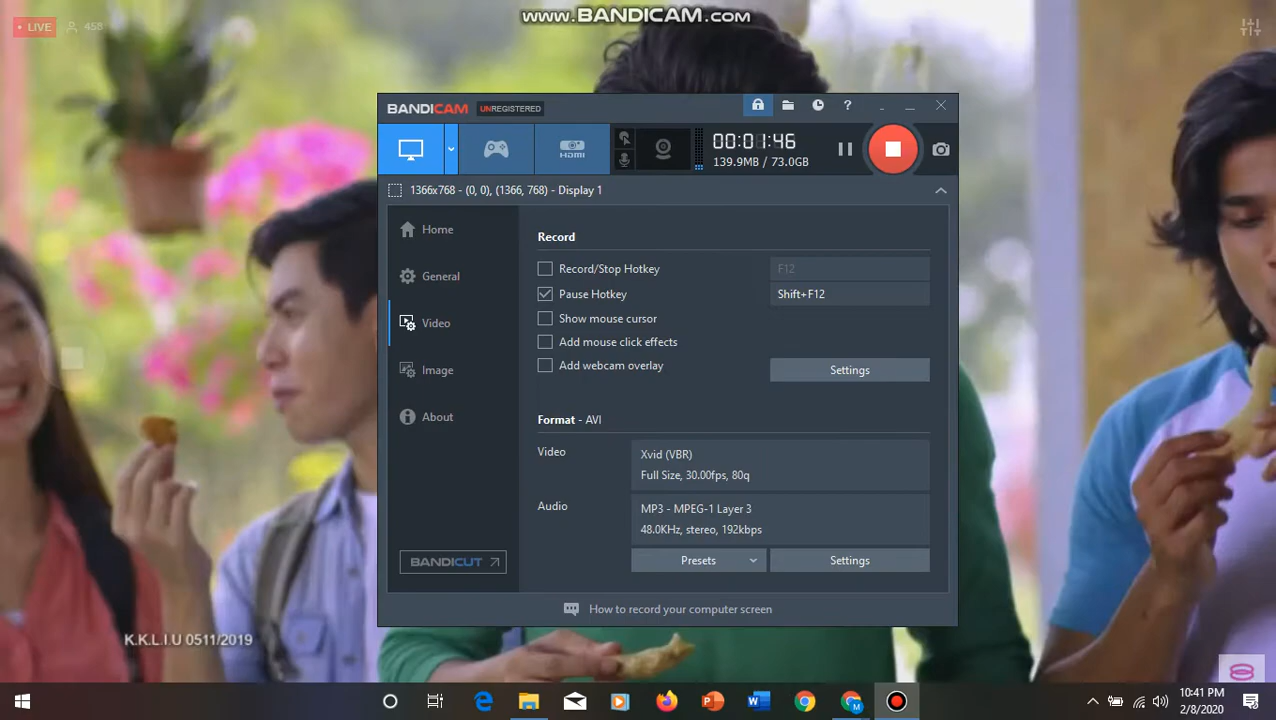 www.BANDICAM.com
LIVE 458
BANDICAM UNREGISTERED
?
HDMI
00:01:46
139.9MB / 73.0GB
1366x768 - (0, 0), (1366, 768) - Display 1
Home
General
Video
Image
About
BANDICUT
Record
Record/Stop Hotkey F12
Pause Hotkey Shift+F12
Show mouse cursor
Add mouse click effects
Add webcam overlay
Settings
Format - AVI
Video Xvid (VBR)
Full Size, 30.00fps, 80q
Audio MP3 - MPEG-1 Layer 3
48.0KHz, stereo, 192kbps
Presets Settings
How to record your computer screen
K.K.L.I.U 0511/2019
10:41 PM
2/8/2020